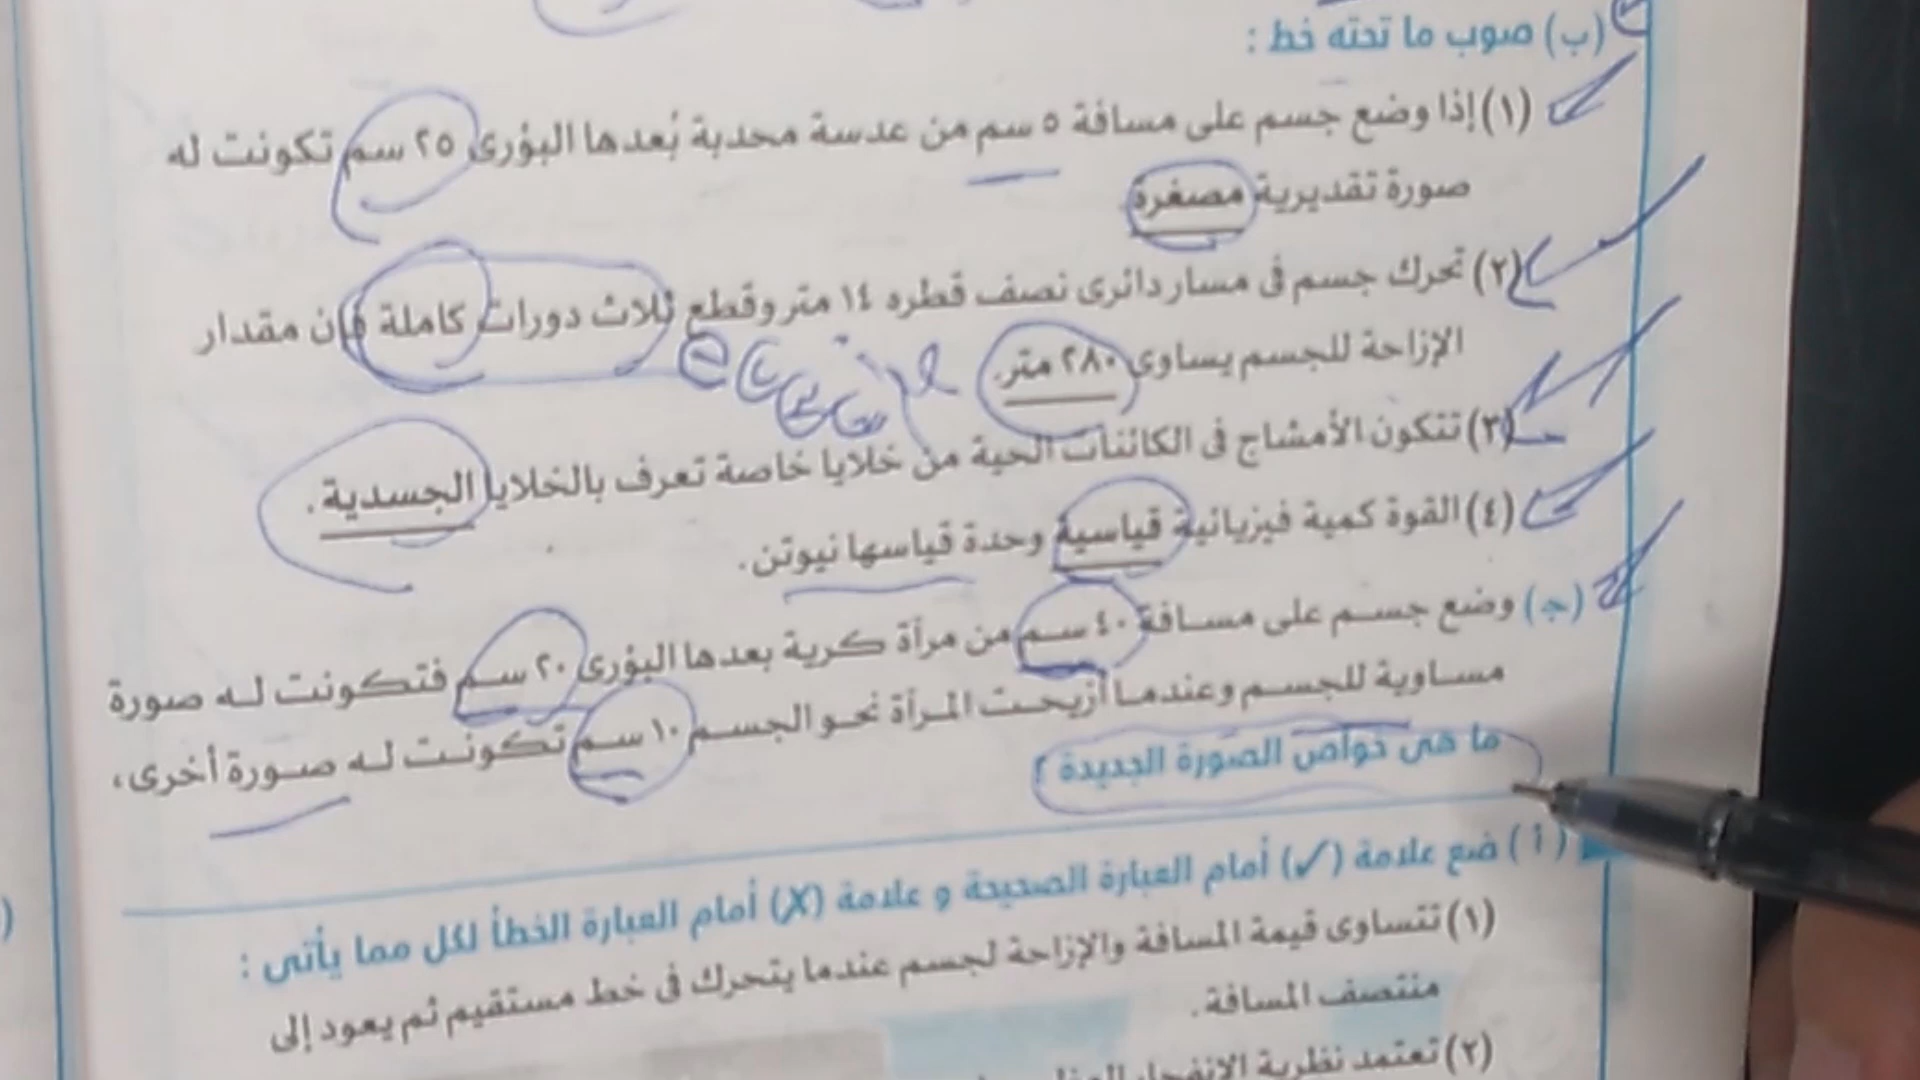 (ب) صوب ما تحته خط :
(١) إذا وضع جسم على مسافة ٥ سم من عدسة محدبة بُعدها البؤرى ٢٥ سم تكونت له
صورة تقديرية مصغرة
(٢) تحرك جسم فى مسار دائرى نصف قطره ١٤ متر وقطع ثلاث دورات كاملة فإن مقدار
الإزاحة للجسم يساوى ٢٨٠ متر.
(٣) تتكون الأمشاج فى الكائنات الحية من خلايا خاصة تعرف بالخلايا الجسدية .
(٤) القوة كمية فيزيائية قياسية وحدة قياسها نيوتن.
(جـ) وضع جسم على مسافة ٤٠ سم من مرآة كرية بعدها البؤرى ٢٠ سم فتكونت له صورة
مساوية للجسم وعندما أزيحت المرآة نحو الجسم ١٠ سم تكونت له صورة أخرى،
ما هى خواص الصورة الجديدة ؟
(أ) ضع علامة (✓) أمام العبارة الصحيحة و علامة (X) أمام العبارة الخطأ لكل مما يأتى :
(١) تتساوى قيمة المسافة والإزاحة لجسم عندما يتحرك فى خط مستقيم ثم يعود إلى
منتصف المسافة .
(٢) تعتمد نظرية الانفجار